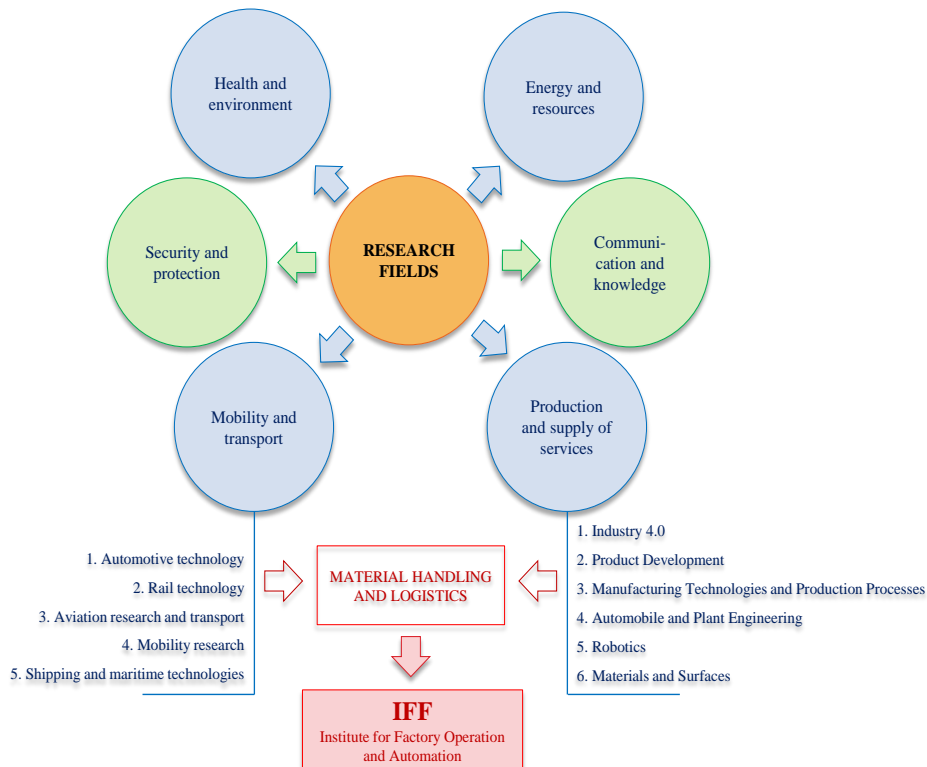 Health and
environment
Energy and
resources
Security and
protection
RESEARCH
FIELDS
Communi-
cation and
knowledge
Mobility and
transport
Production
and supply of
services
1. Automotive technology
2. Rail technology
3. Aviation research and transport
4. Mobility research
5. Shipping and maritime technologies
MATERIAL HANDLING
AND LOGISTICS
1. Industry 4.0
2. Product Development
3. Manufacturing Technologies and Production Processes
4. Automobile and Plant Engineering
5. Robotics
6. Materials and Surfaces
IFF
Institute for Factory Operation
and Automation